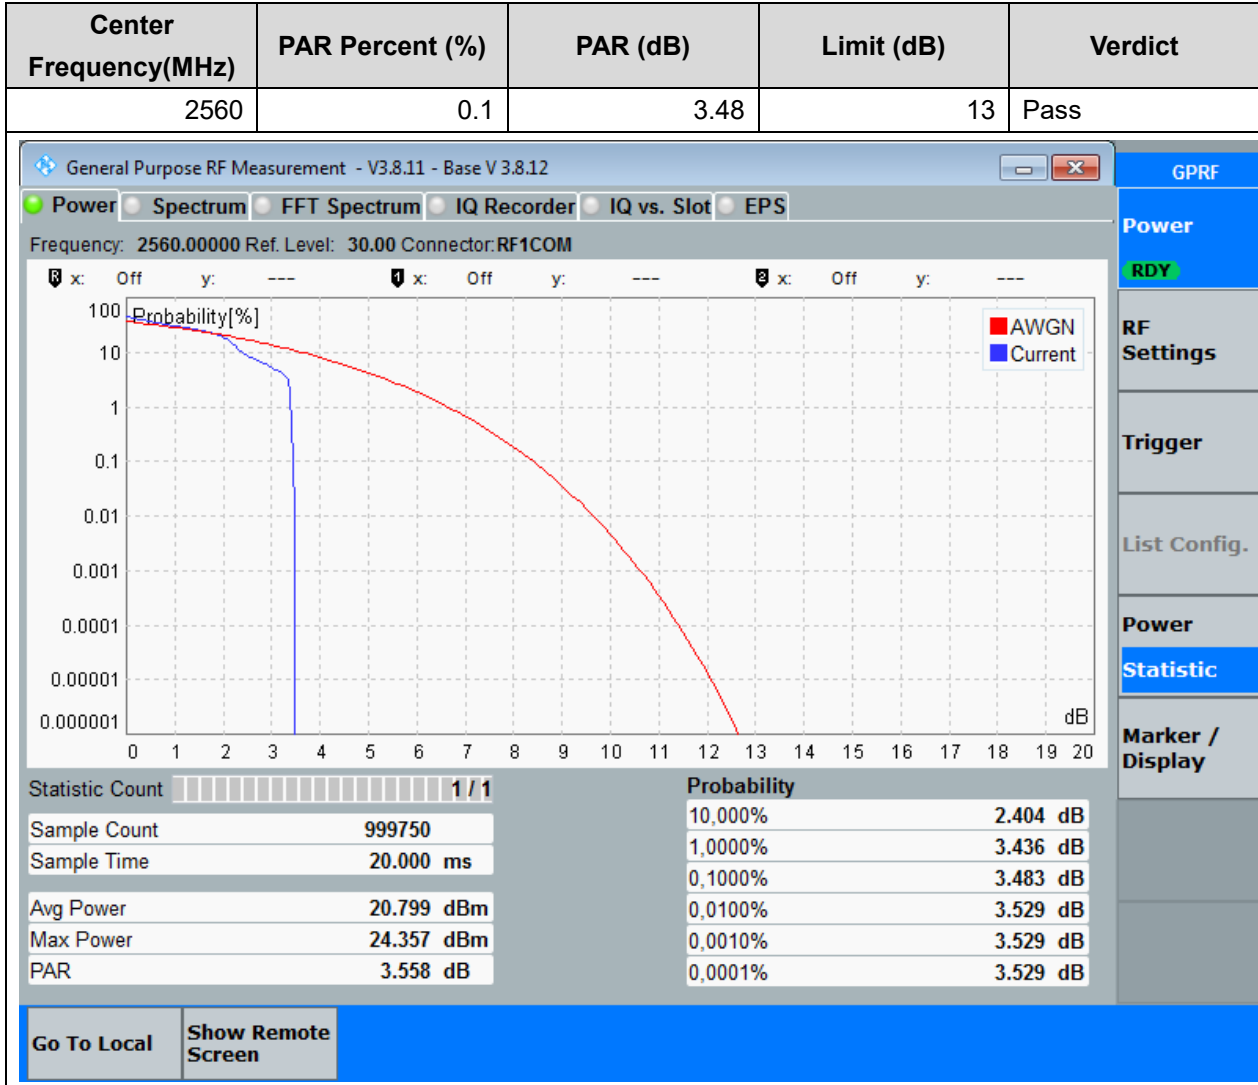 Center Frequency(MHz) PAR Percent (%) PAR (dB) Limit (dB) Verdict
2560 0.1 3.48 13 Pass
General Purpose RF Measurement - V3.8.11 - Base V 3.8.12
GPRF
Power Spectrum FFT Spectrum IQ Recorder IQ vs. Slot EPS
Frequency: 2560.00000 Ref. Level: 30.00 Connector: RF1COM
R x: Off y: --- 1 x: Off y: --- 2 x: Off y: ---
Probability[%]
AWGN
Current
100
10
1
0.1
0.01
0.001
0.0001
0.00001
0.000001
dB
0 1 2 3 4 5 6 7 8 9 10 11 12 13 14 15 16 17 18 19 20
Statistic Count 1 / 1
Sample Count 999750
Sample Time 20.000 ms
Avg Power 20.799 dBm
Max Power 24.357 dBm
PAR 3.558 dB
Probability
10,000% 2.404 dB
1,0000% 3.436 dB
0,1000% 3.483 dB
0,0100% 3.529 dB
0,0010% 3.529 dB
0,0001% 3.529 dB
Power
RDY
RF
Settings
Trigger
List Config.
Power
Statistic
Marker /
Display
Go To Local
Show Remote
Screen